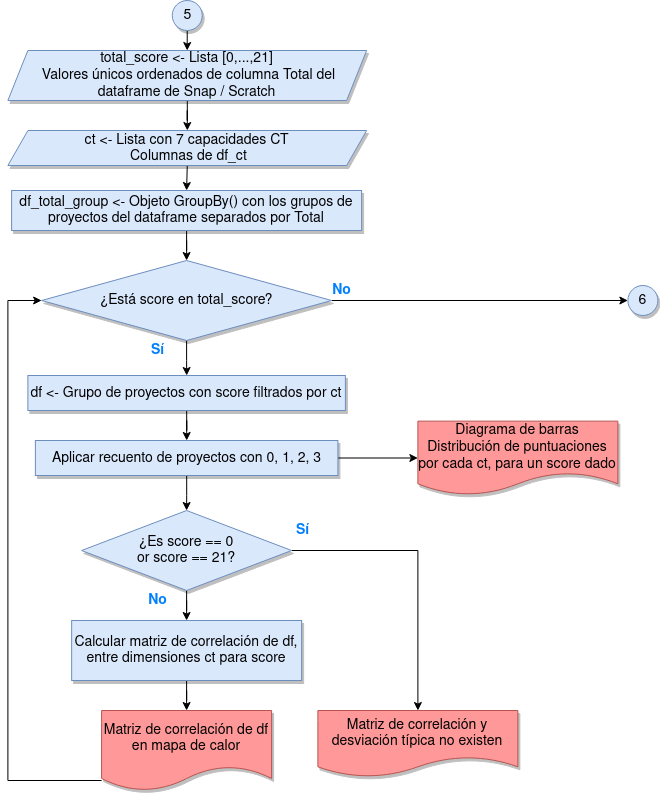 5
total_score <- Lista [0,...,21]
Valores únicos ordenados de columna Total del
dataframe de Snap / Scratch
ct <- Lista con 7 capacidades CT
Columnas de df_ct
df_total_group <- Objeto GroupBy() con los grupos de
proyectos del dataframe separados por Total
¿Está score en total_score?
No
6
Sí
df <- Grupo de proyectos con score filtrados por ct
Aplicar recuento de proyectos con 0, 1, 2, 3
Diagrama de barras
Distribución de puntuaciones
por cada ct, para un score dado
¿Es score == 0
or score == 21?
Sí
No
Calcular matriz de correlación de df,
entre dimensiones ct para score
Matriz de correlación de df
en mapa de calor
Matriz de correlación y
desviación típica no existen